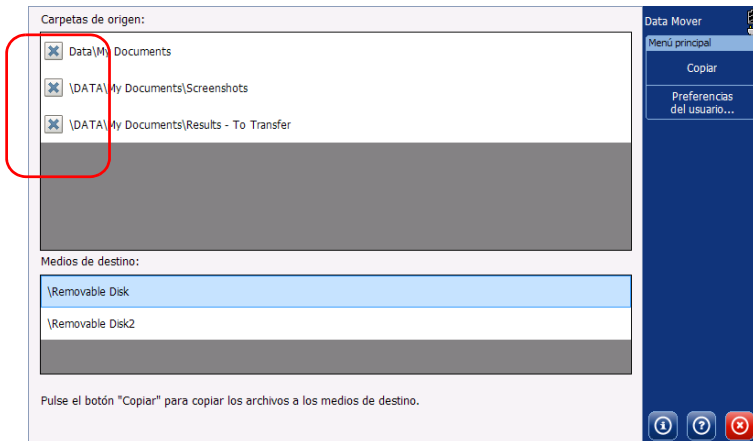 Carpetas de origen:
Data\My Documents
\DATA\My Documents\Screenshots
\DATA\My Documents\Results - To Transfer
Medios de destino:
\Removable Disk
\Removable Disk2
Pulse el botón "Copiar" para copiar los archivos a los medios de destino.
Data Mover
Menú principal
Copiar
Preferencias
del usuario...